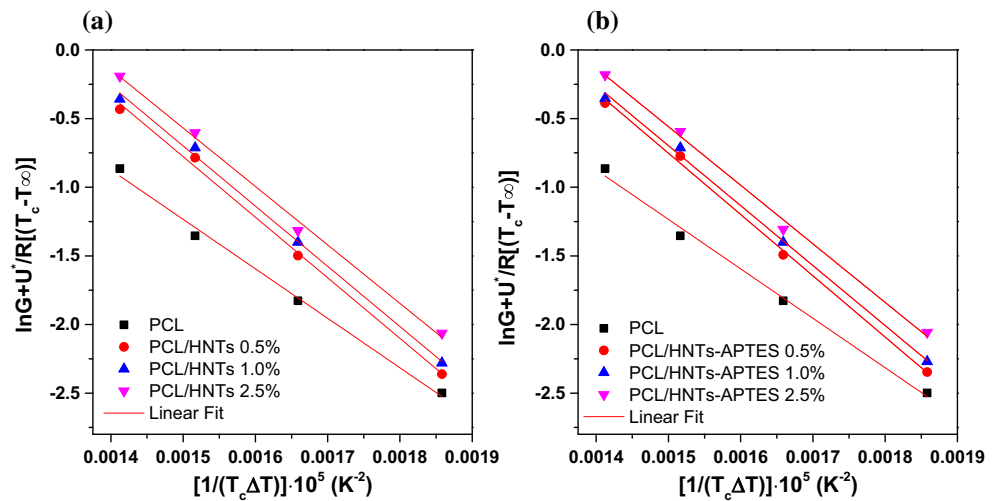 (a)
lnG+U*/R[(T_c-T∞)]
0.0
-0.5
-1.0
-1.5
-2.0
-2.5
PCL
PCL/HNTs 0.5%
PCL/HNTs 1.0%
PCL/HNTs 2.5%
Linear Fit
0.0014 0.0015 0.0016 0.0017 0.0018 0.0019
[1/(T_cΔT)]·10⁵ (K⁻²)
(b)
lnG+U*/R[(T_c-T∞)]
0.0
-0.5
-1.0
-1.5
-2.0
-2.5
PCL
PCL/HNTs-APTES 0.5%
PCL/HNTs-APTES 1.0%
PCL/HNTs-APTES 2.5%
Linear Fit
0.0014 0.0015 0.0016 0.0017 0.0018 0.0019
[1/(T_cΔT)]·10⁵ (K⁻²)